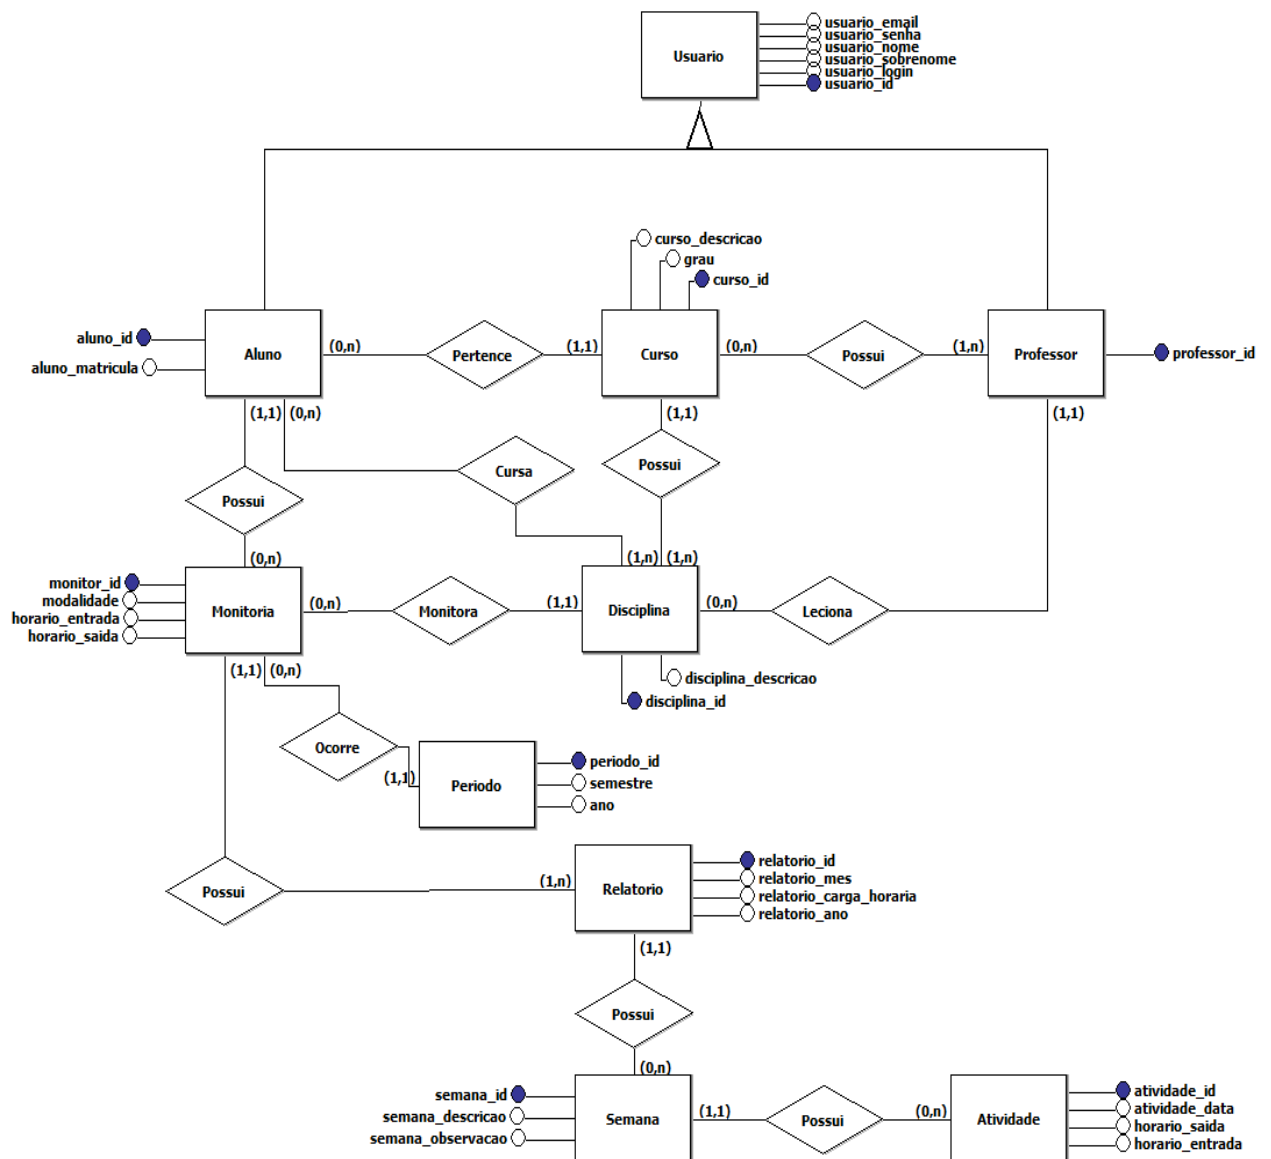 usuario_email
usuario_senha
Usuario
usuario_nome
usuario_sobrenome
usuario_login
usuario_id
curso_descricao
grau
curso_id
aluno_id
aluno_matricula
Aluno
(0,n)
Pertence
(1,1)
Curso
(0,n)
Possui
(1,n)
Professor
professor_id
(1,1)
(0,n)
(1,1)
(1,1)
Cursa
Possui
Possui
(0,n)
(1,n)
(1,n)
monitor_id
modalidade
horario_entrada
horario_saida
Monitoria
(0,n)
Monitora
(1,1)
Disciplina
(0,n)
Leciona
(1,1)
(0,n)
disciplina_descricao
disciplina_id
Ocorre
(1,1)
Periodo
periodo_id
semestre
ano
Possui
(1,n)
Relatorio
relatorio_id
relatorio_mes
relatorio_carga_horaria
relatorio_ano
(1,1)
Possui
(0,n)
semana_id
semana_descricao
semana_observacao
Semana
(1,1)
Possui
(0,n)
Atividade
atividade_id
atividade_data
horario_saida
horario_entrada